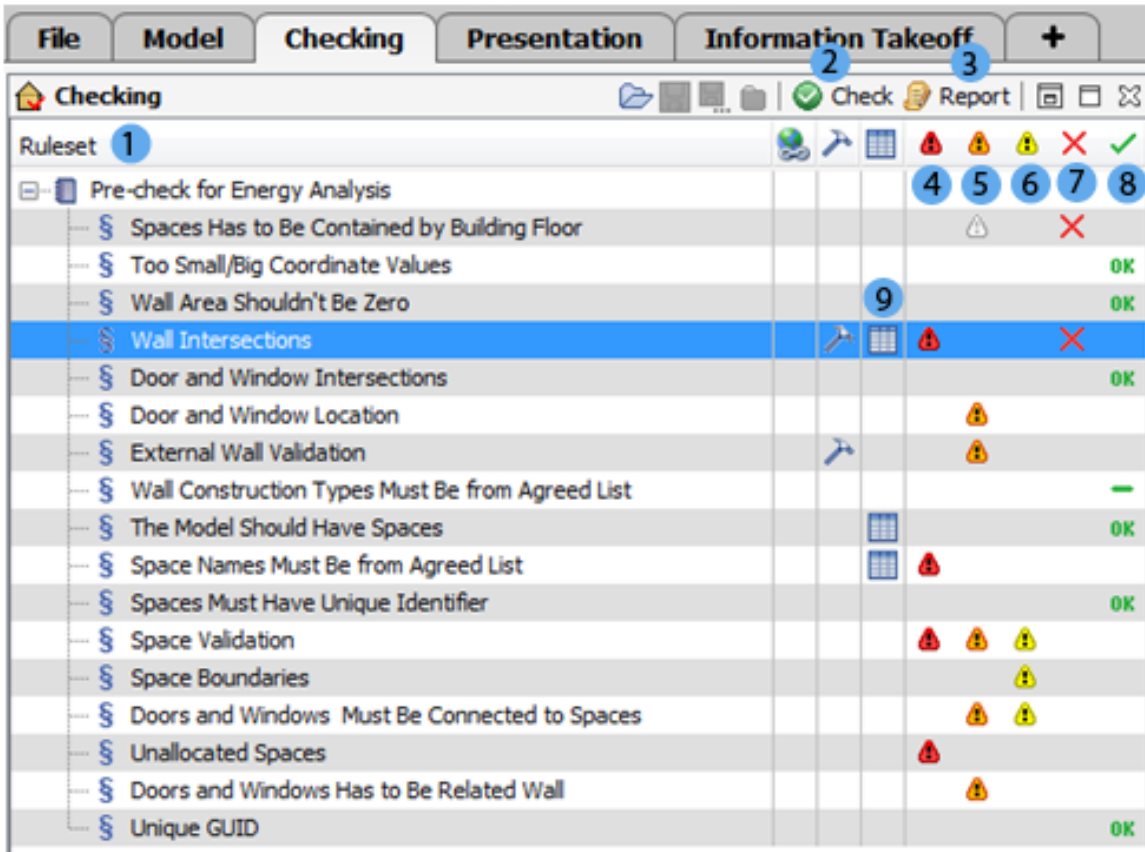 File Model Checking Presentation Information Takeoff +
2 3
Checking Check Report
Ruleset 1
4 5 6 7 8
Pre-check for Energy Analysis
§ Spaces Has to Be Contained by Building Floor
§ Too Small/Big Coordinate Values OK
§ Wall Area Shouldn't Be Zero 9 OK
§ Wall Intersections
§ Door and Window Intersections OK
§ Door and Window Location
§ External Wall Validation
§ Wall Construction Types Must Be from Agreed List
§ The Model Should Have Spaces OK
§ Space Names Must Be from Agreed List
§ Spaces Must Have Unique Identifier OK
§ Space Validation
§ Space Boundaries
§ Doors and Windows Must Be Connected to Spaces
§ Unallocated Spaces
§ Doors and Windows Has to Be Related Wall
§ Unique GUID OK